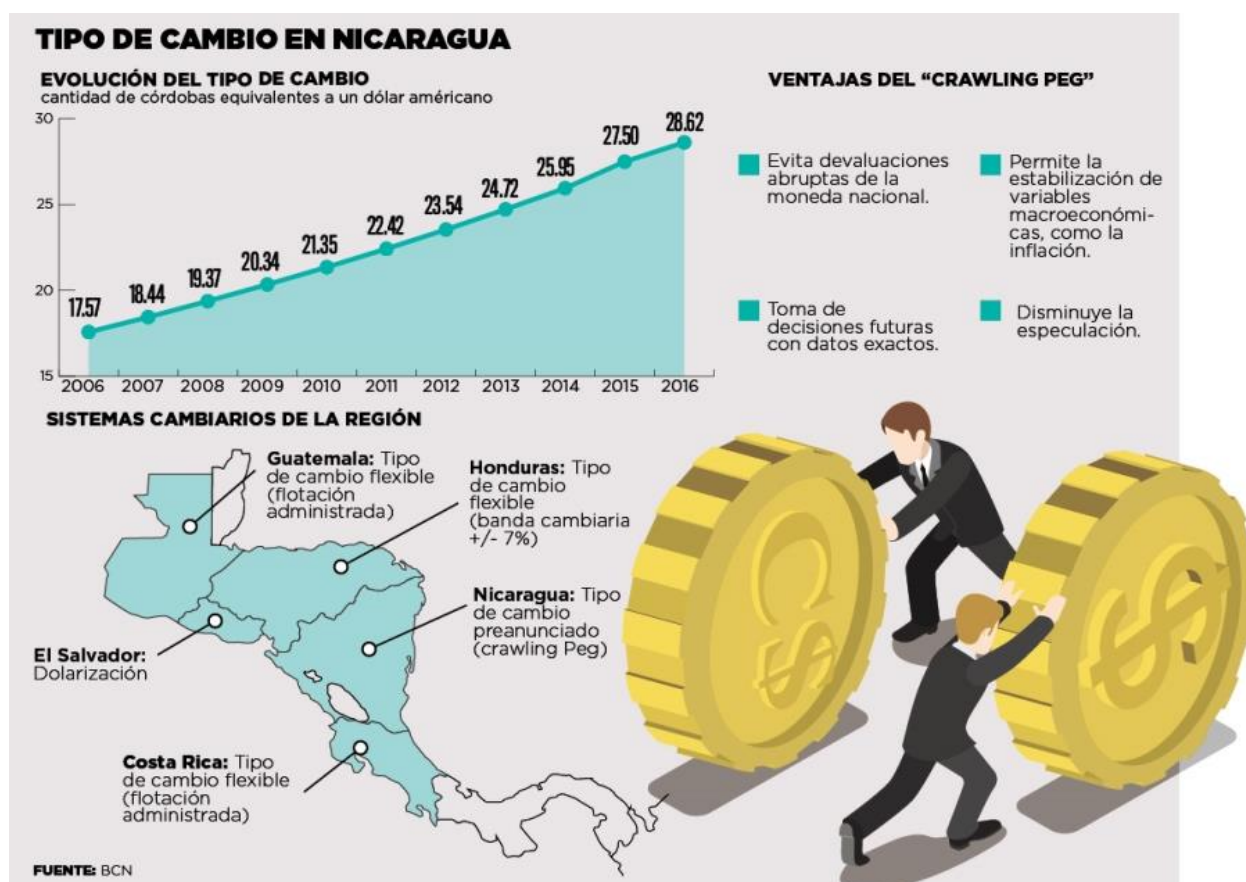 TIPO DE CAMBIO EN NICARAGUA
EVOLUCIÓN DEL TIPO DE CAMBIO
cantidad de córdobas equivalentes a un dólar américano
30
25
20
15
17.57
18.44
19.37
20.34
21.35
22.42
23.54
24.72
25.95
27.50
28.62
2006 2007 2008 2009 2010 2011 2012 2013 2014 2015 2016
VENTAJAS DEL “CRAWLING PEG”
Evita devaluaciones
abruptas de la
moneda nacional.
Permite la
estabilización de
variables
macroeconómi-
cas, como la
inflación.
Toma de
decisiones futuras
con datos exactos.
Disminuye la
especulación.
SISTEMAS CAMBIARIOS DE LA REGIÓN
Guatemala: Tipo
de cambio flexible
(flotación
administrada)
Honduras: Tipo
de cambio
flexible
(banda cambiaria
+/- 7%)
Nicaragua: Tipo
de cambio
preanunciado
(crawling Peg)
El Salvador:
Dolarización
Costa Rica: Tipo
de cambio flexible
(flotación
administrada)
C$
$
FUENTE: BCN